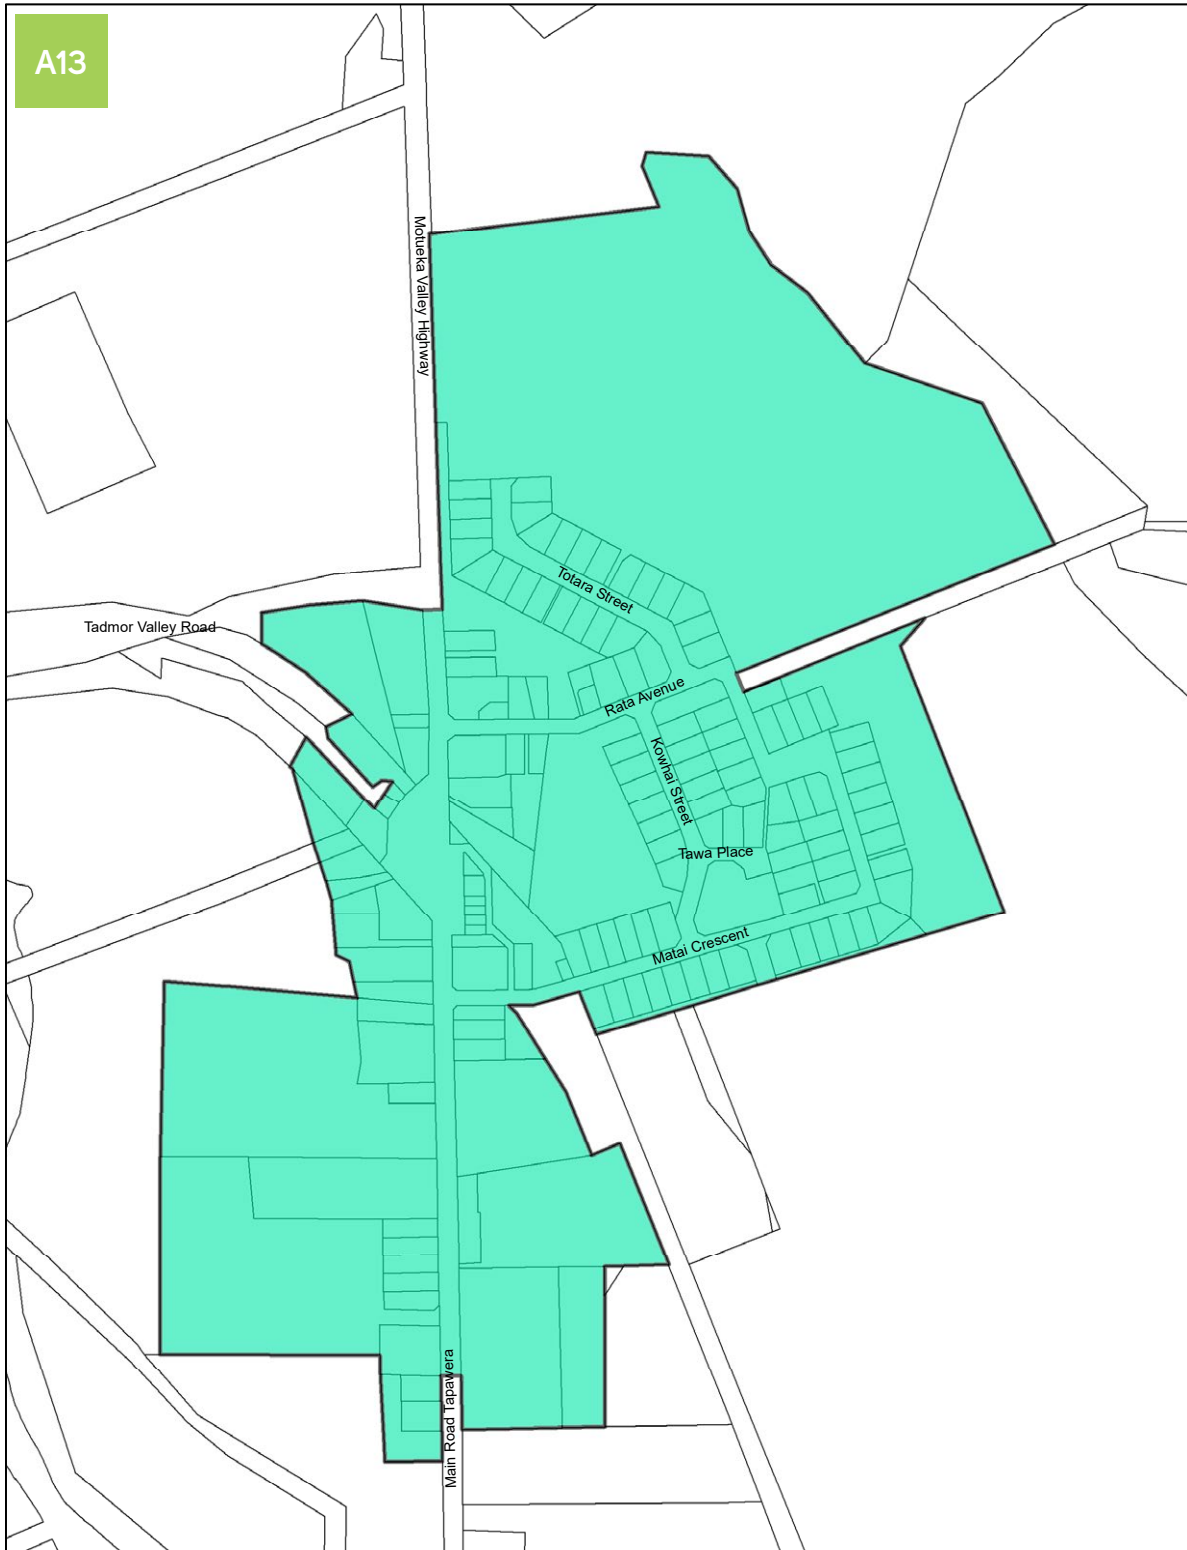 A13
Motueka Valley Highway
Totara Street
Tadmor Valley Road
Rata Avenue
Kowhai Street
Tawa Place
Matai Crescent
Main Road Tapawera